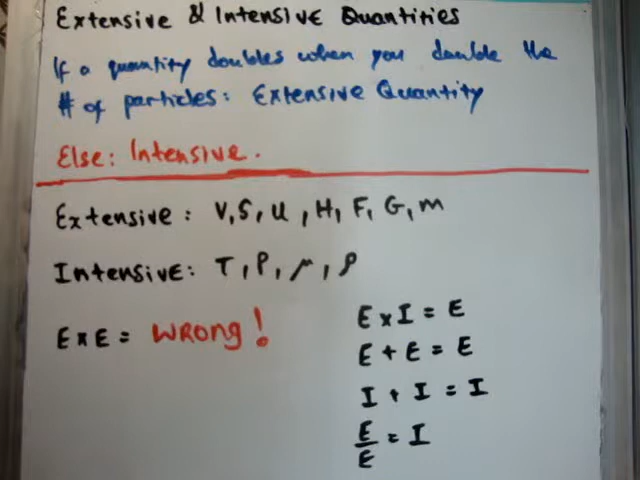 Extensive & Intensive Quantities
If a quantity doubles when you double the
# of particles: Extensive Quantity
Else: Intensive.
Extensive: V, S, U, H, F, G, m
Intensive: T, P, μ, ρ
E x E = WRONG!
E x I = E
E + E = E
I + I = I
E/E = I